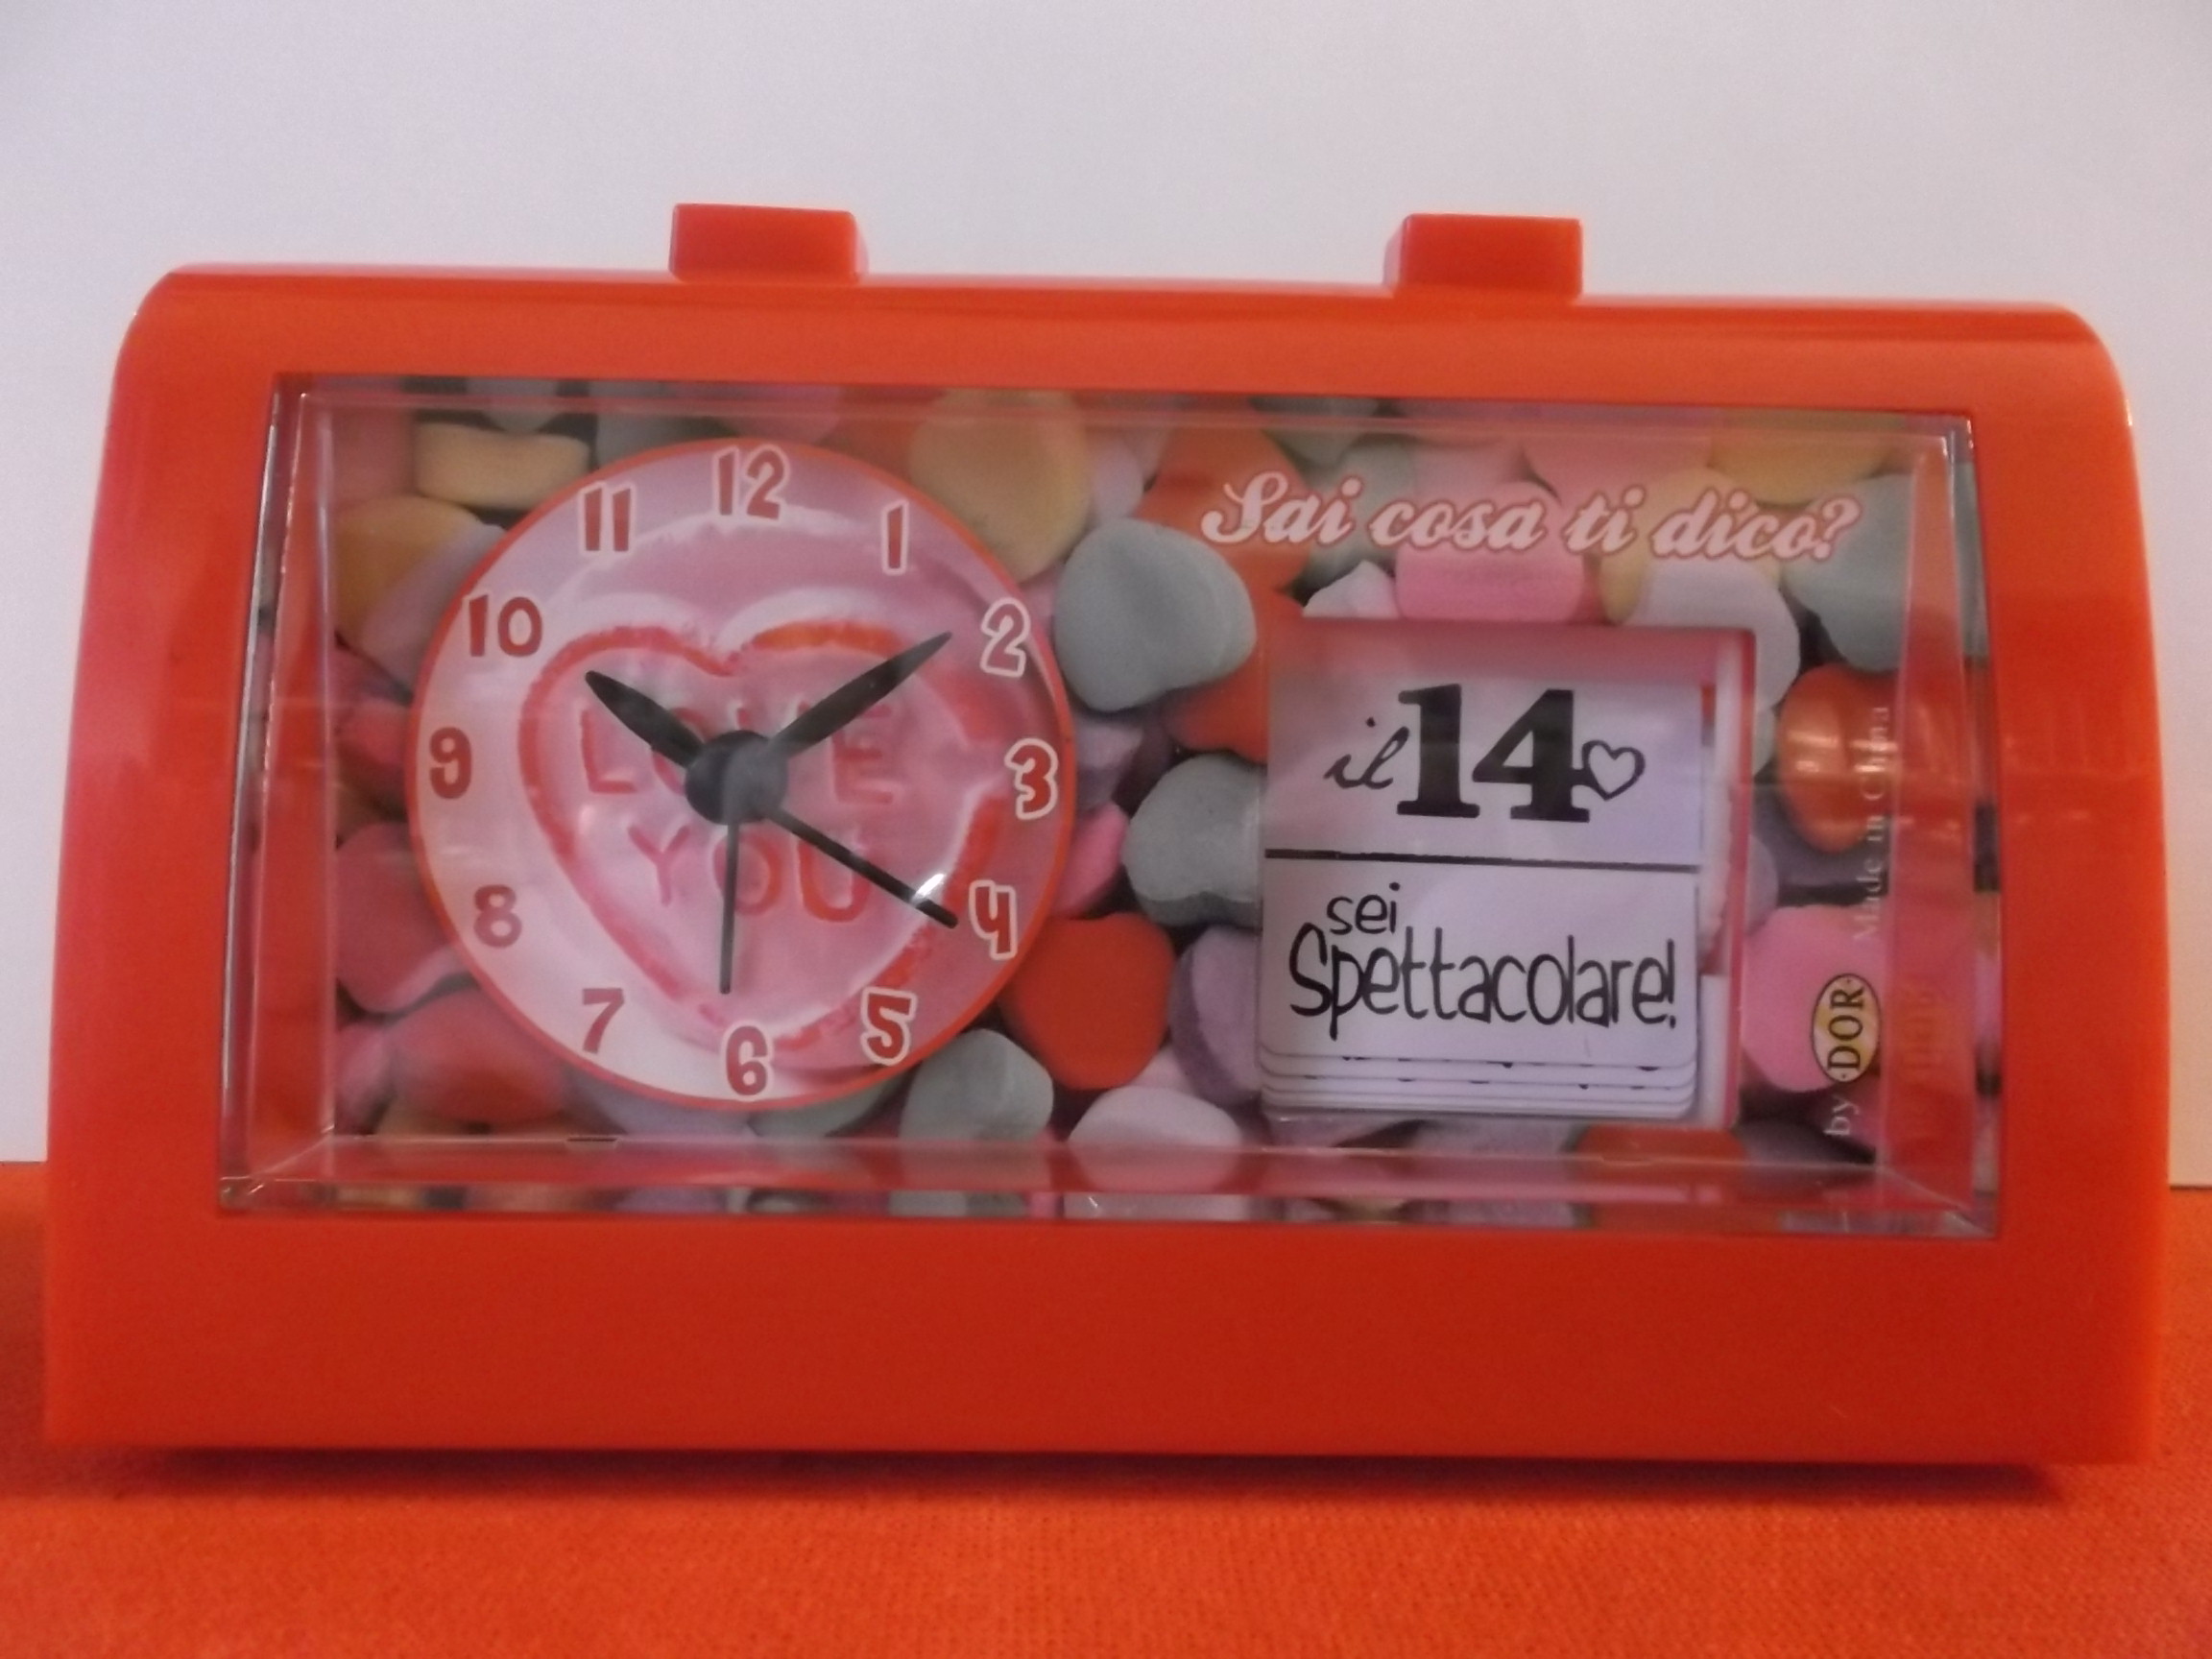 12
11
1
10
2
9
3
8
4
7
5
6
LOVE
YOU
Sai cosa ti dico?
il 14
sei
Spettacolare!
by DOR Made in China